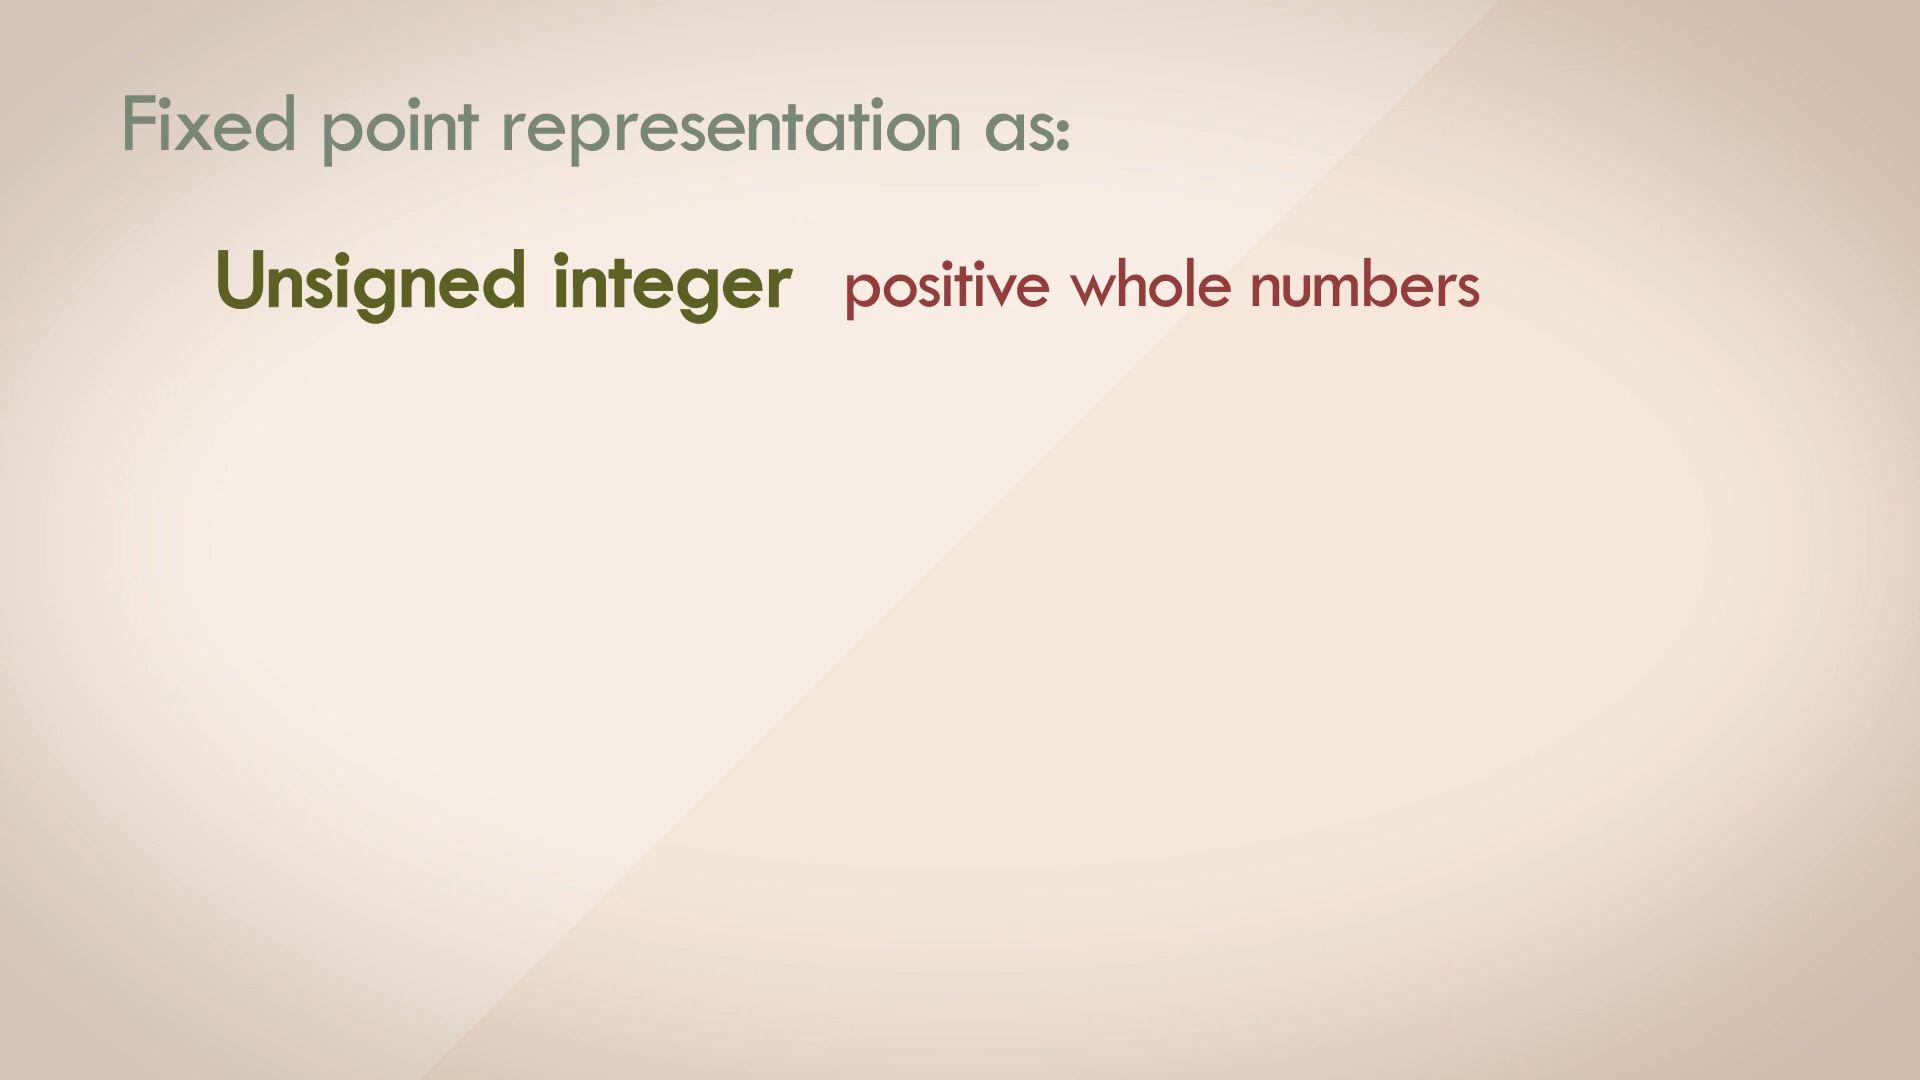 Fixed point representation as:
Unsigned integer positive whole numbers